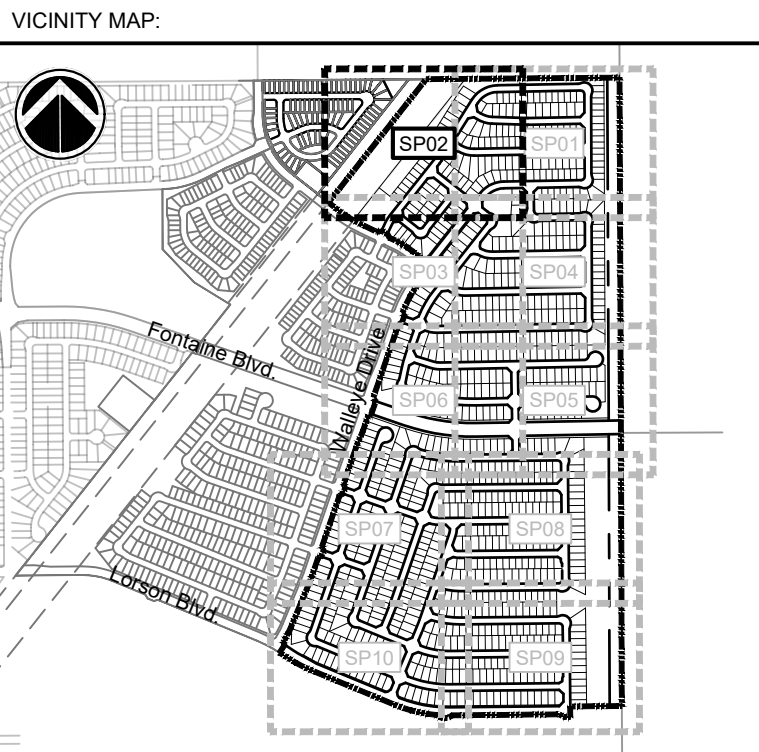 VICINITY MAP:
SP02
SP01
SP03
SP04
Fontaine Blvd.
Walleye Drive
SP06
SP05
SP07
SP08
Lorson Blvd.
SP10
SP09